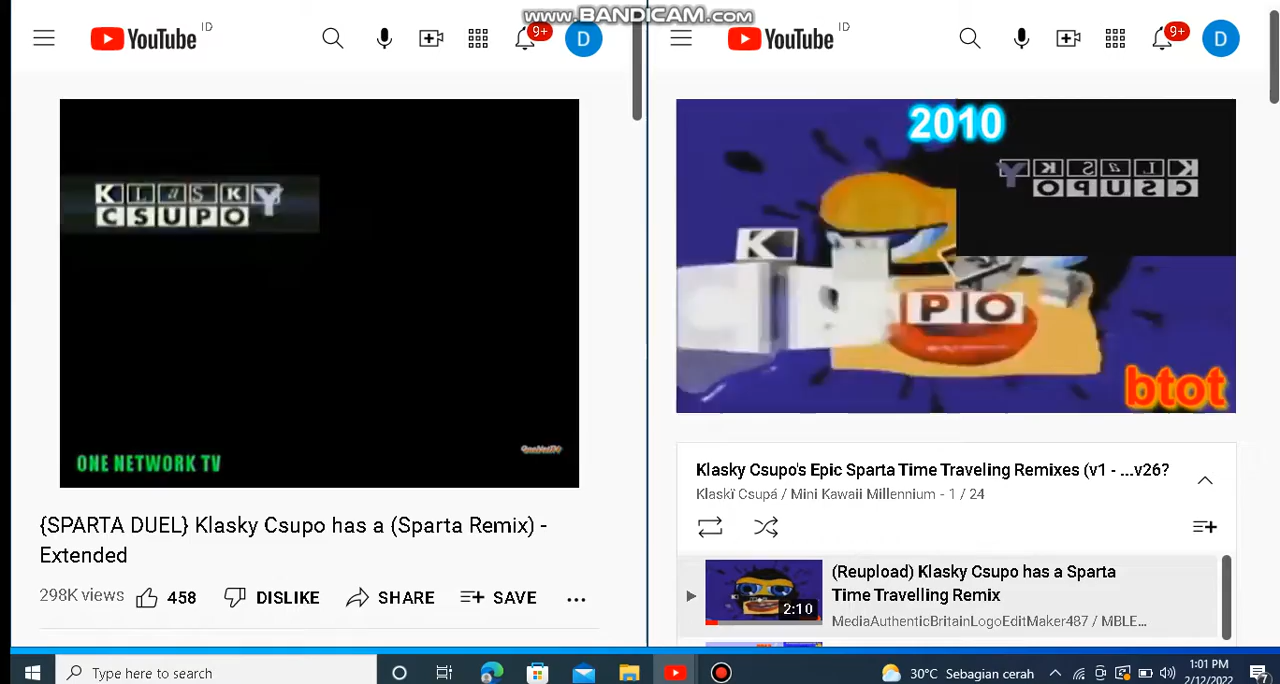 www.BANDICAM.com
YouTube ID
9+
D
YouTube ID
9+
D
KLASKY
CSUPO
ONE NETWORK TV
{SPARTA DUEL} Klasky Csupo has a (Sparta Remix) -
Extended
298K views
458
DISLIKE
SHARE
SAVE
2010
KLASKY
CSUPO
K
PO
btot
Klasky Csupo's Epic Sparta Time Traveling Remixes (v1 - ...v26?
Klaskï Csupá / Mini Kawaii Millennium - 1 / 24
2:10
(Reupload) Klasky Csupo has a Sparta
Time Travelling Remix
MediaAuthenticBritainLogoEditMaker487 / MBLE...
Type here to search
30°C Sebagian cerah
1:01 PM
2/12/2022
7